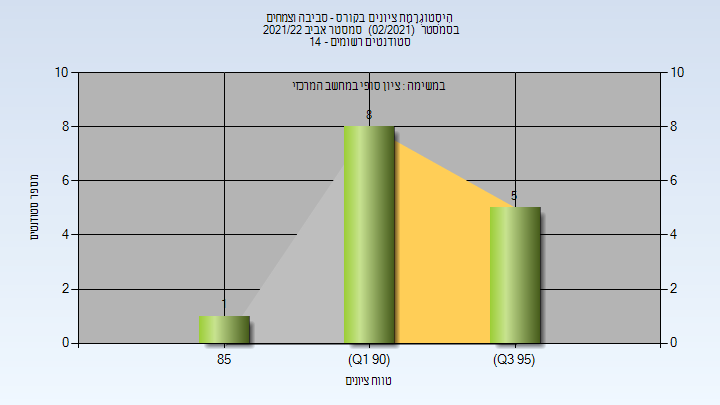 היסטוגרמת ציונים בקורס - סביבה וצמחים
בסמסטר (02/2021) סמסטר אביב 2021/22
סטודנטים רשומים - 14
במשימה : ציון סופי במחשב המרכזי
10
10
8
8
8
6
6
5
4
4
2
2
1
0
0
85
(Q1 90)
(Q3 95)
מספר סטודנטים
טווח ציונים